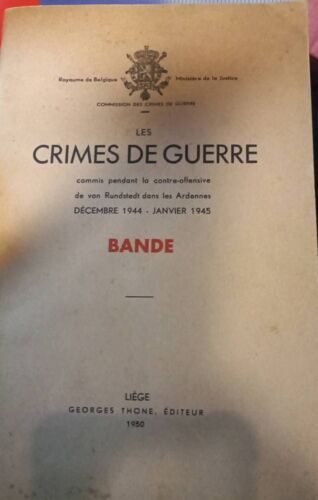 Royaume de Belgique Ministère de la Justice
COMMISSION DES CRIMES DE GUERRE
LES
CRIMES DE GUERRE
commis pendant la contre-offensive
de von Rundstedt dans les Ardennes
DÉCEMBRE 1944 - JANVIER 1945
BANDE
LIÉGE
GEORGES THONE, ÉDITEUR
1950